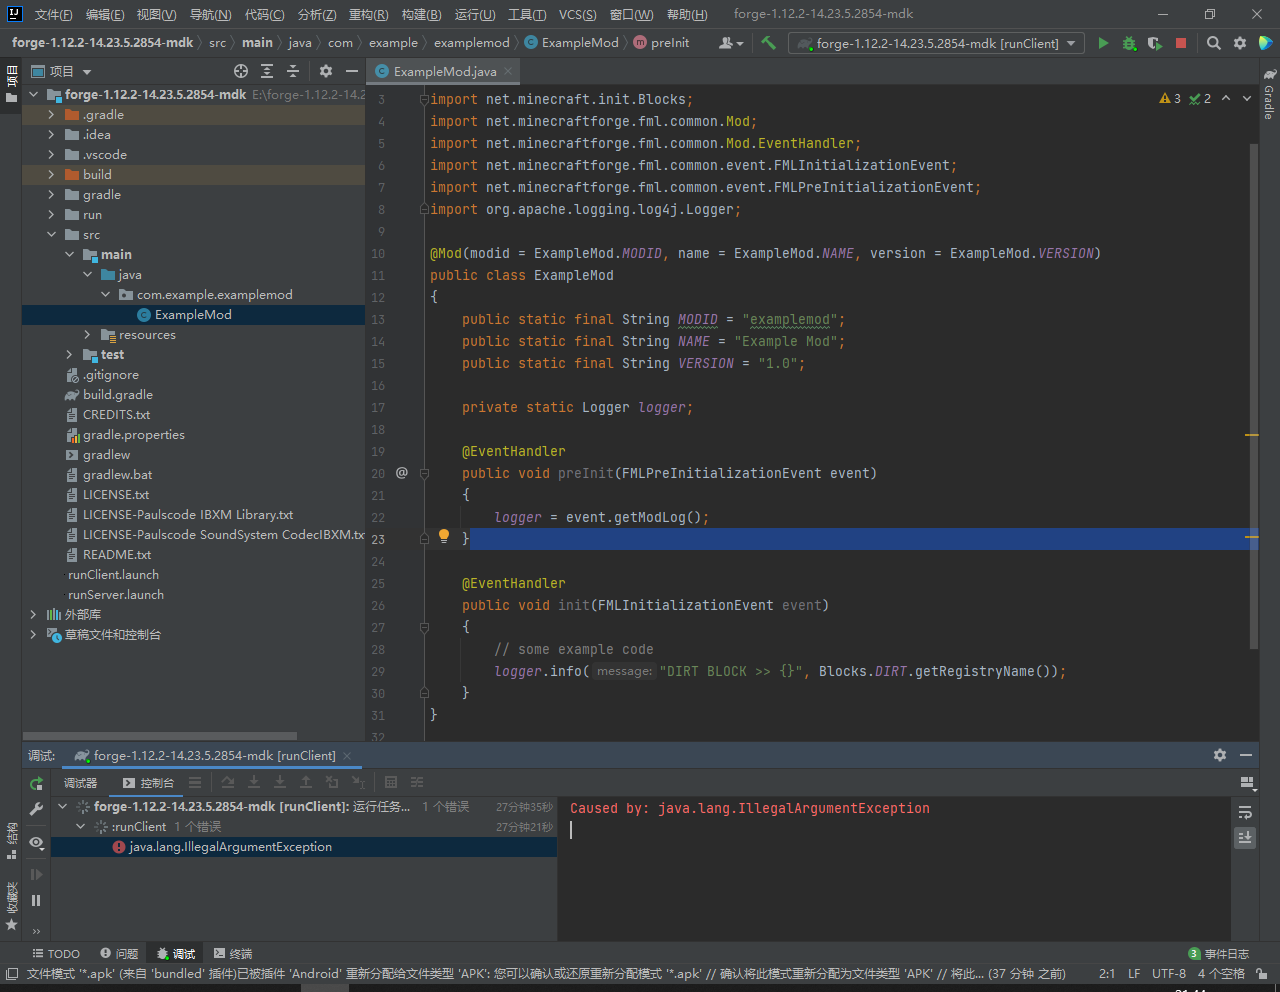 文件(F) 编辑(E) 视图(V) 导航(N) 代码(C) 分析(Z) 重构(R) 构建(B) 运行(U) 工具(T) VCS(S) 窗口(W) 帮助(H) forge-1.12.2-14.23.5.2854-mdk
forge-1.12.2-14.23.5.2854-mdk src main java com example examplemod ExampleMod preInit forge-1.12.2-14.23.5.2854-mdk [runClient]
项目
ExampleMod.java
forge-1.12.2-14.23.5.2854-mdk E:\forge-1.12.2-14.2
.gradle
.idea
.vscode
build
gradle
run
src
main
java
com.example.examplemod
ExampleMod
resources
test
.gitignore
build.gradle
CREDITS.txt
gradle.properties
gradlew
gradlew.bat
LICENSE.txt
LICENSE-Paulscode IBXM Library.txt
LICENSE-Paulscode SoundSystem CodecIBXM.tx
README.txt
runClient.launch
runServer.launch
外部库
草稿文件和控制台
3 import net.minecraft.init.Blocks;
4 import net.minecraftforge.fml.common.Mod;
5 import net.minecraftforge.fml.common.Mod.EventHandler;
6 import net.minecraftforge.fml.common.event.FMLInitializationEvent;
7 import net.minecraftforge.fml.common.event.FMLPreInitializationEvent;
8 import org.apache.logging.log4j.Logger;
9
10 @Mod(modid = ExampleMod.MODID, name = ExampleMod.NAME, version = ExampleMod.VERSION)
11 public class ExampleMod
12 {
13 public static final String MODID = "examplemod";
14 public static final String NAME = "Example Mod";
15 public static final String VERSION = "1.0";
16
17 private static Logger logger;
18
19 @EventHandler
20 @ public void preInit(FMLPreInitializationEvent event)
21 {
22 logger = event.getModLog();
23 }
24
25 @EventHandler
26 public void init(FMLInitializationEvent event)
27 {
28 // some example code
29 logger.info( message: "DIRT BLOCK >> {}", Blocks.DIRT.getRegistryName());
30 }
31 }
32
3 2
项目
Gradle
结构
收藏夹
调试: forge-1.12.2-14.23.5.2854-mdk [runClient]
调试器 控制台
forge-1.12.2-14.23.5.2854-mdk [runClient]: 运行任务... 1 个错误 27分钟35秒
:runClient 1 个错误 27分钟21秒
java.lang.IllegalArgumentException
Caused by: java.lang.IllegalArgumentException
TODO 问题 调试 终端 3 事件日志
文件模式 '*.apk' (来自 'bundled' 插件)已被插件 'Android' 重新分配给文件类型 'APK': 您可以确认或还原重新分配模式 '*.apk' // 确认将此模式重新分配为文件类型 'APK' // 将此... (37 分钟 之前) 2:1 LF UTF-8 4 个空格